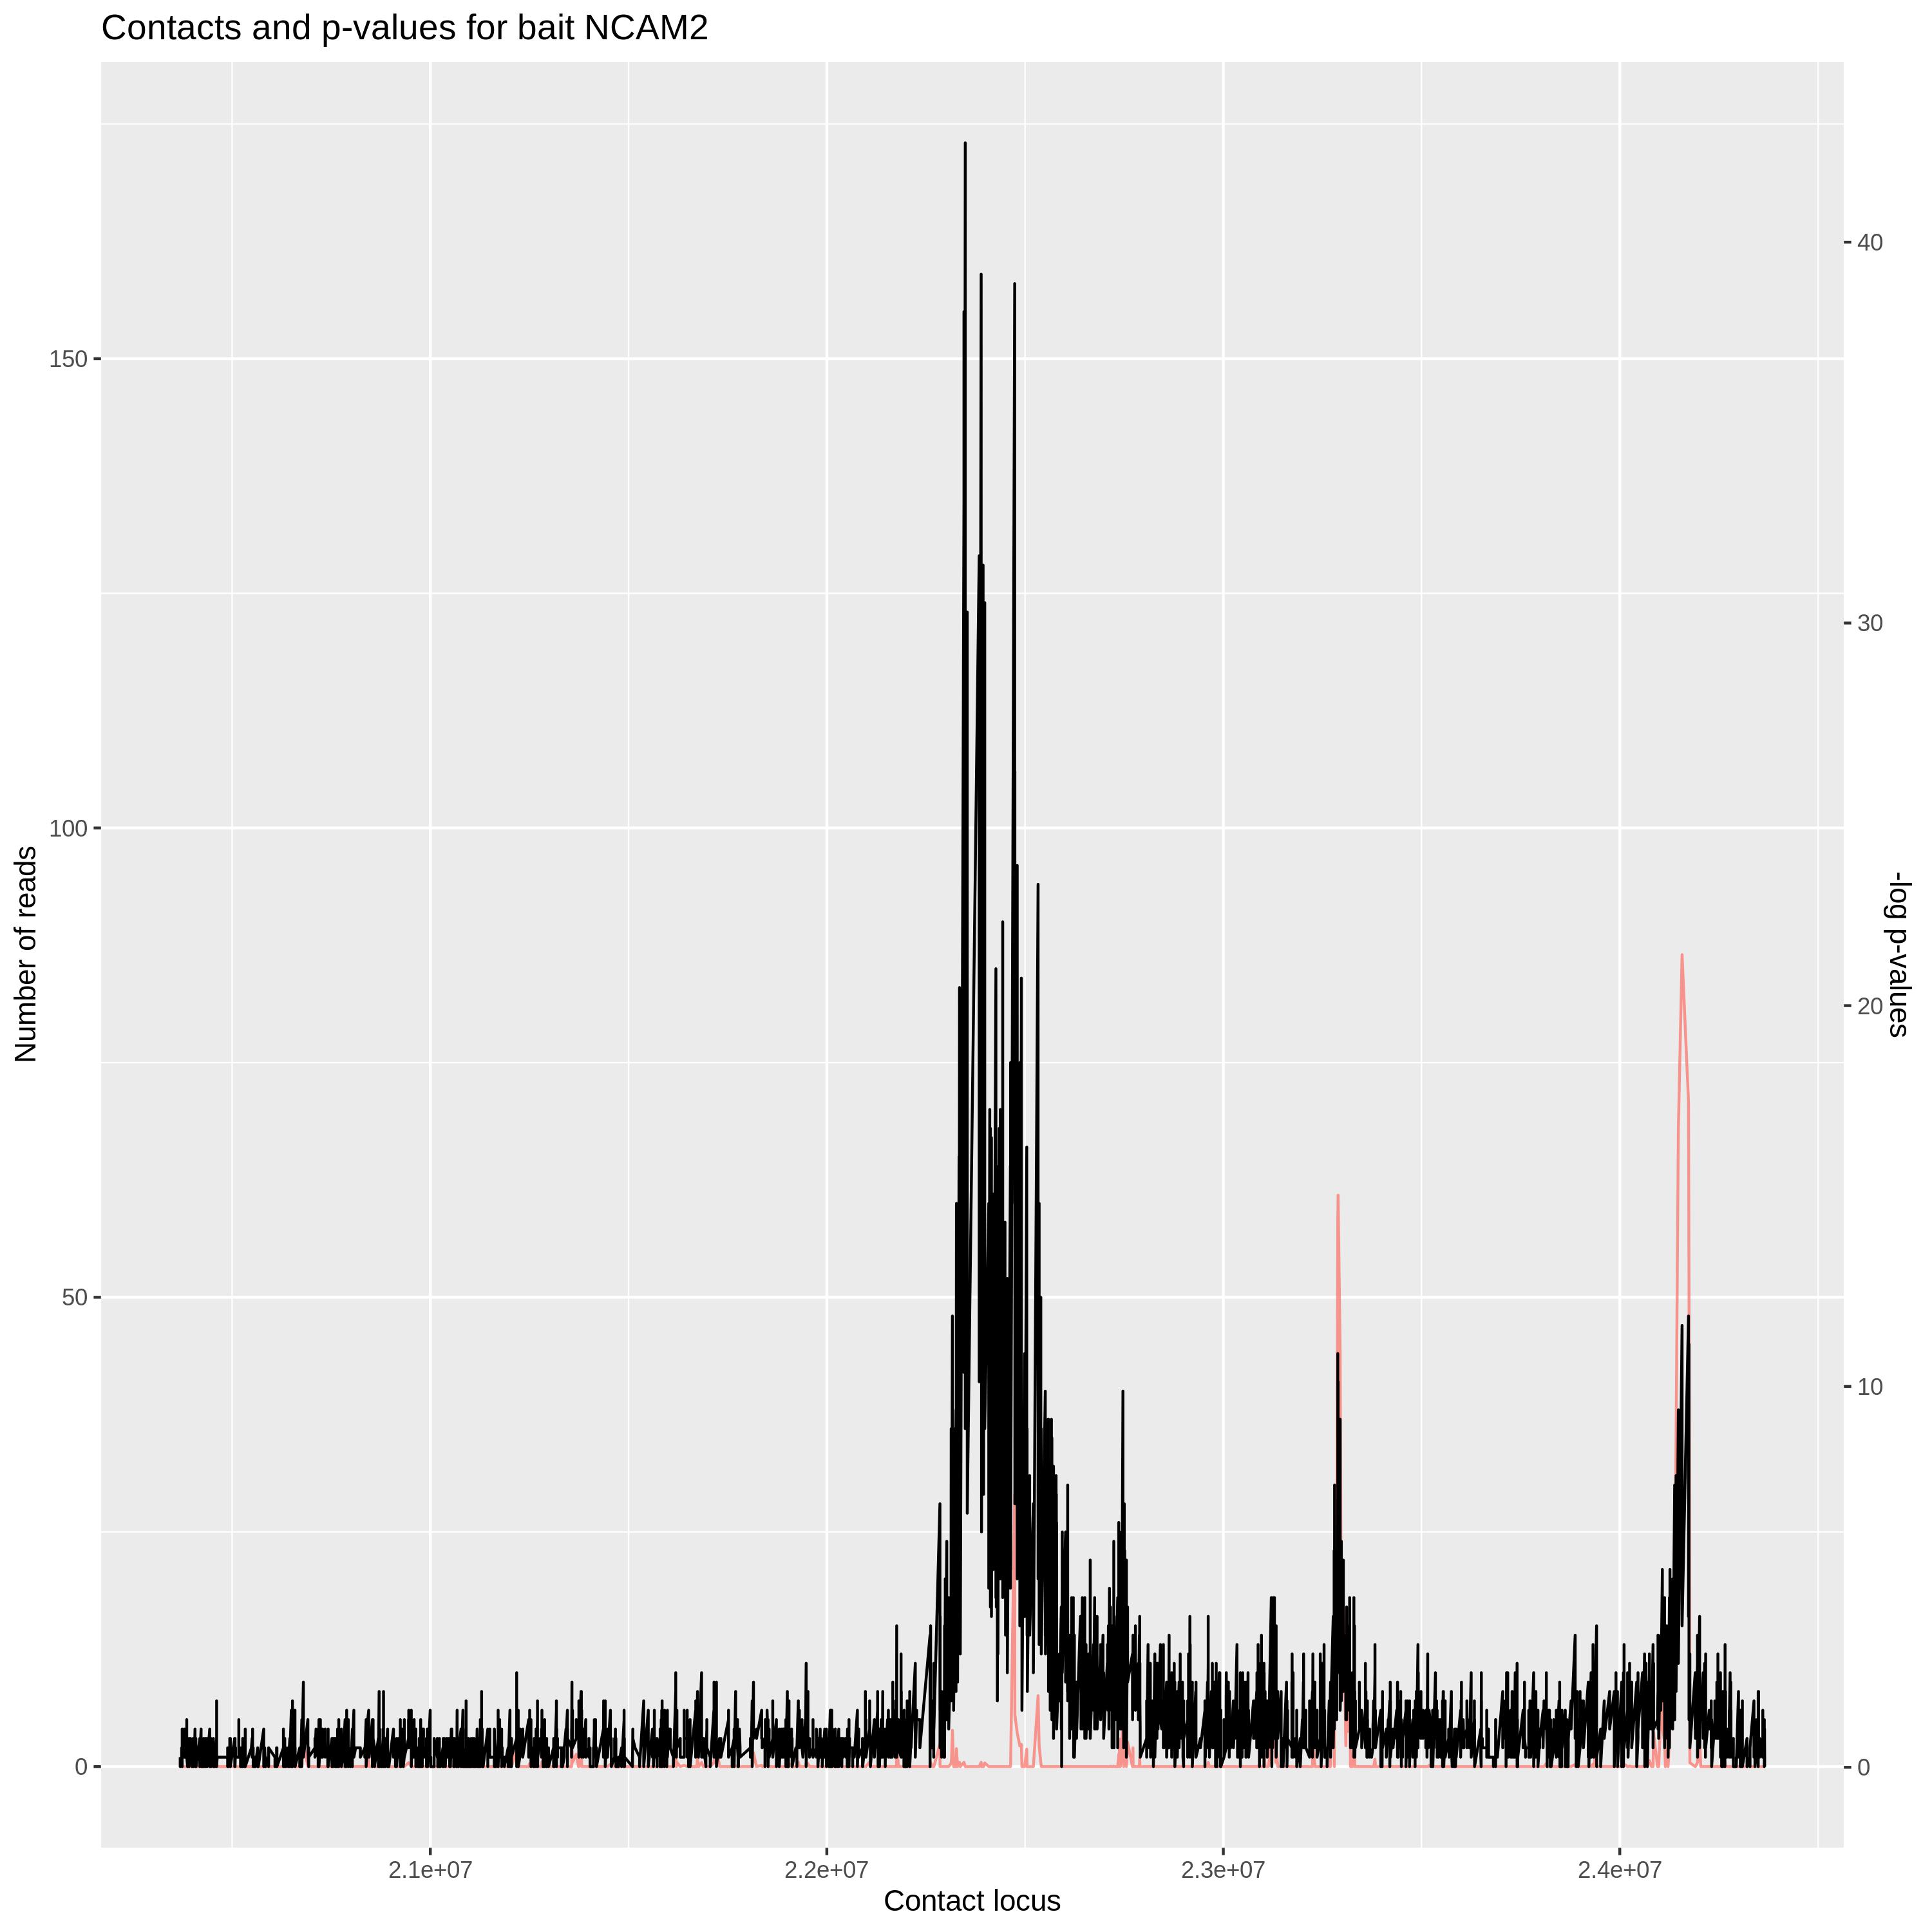 Contacts and p-values for bait NCAM2
Number of reads
150
100
50
0
40
30
20
10
0
-log p-values
2.1e+07 2.2e+07 2.3e+07 2.4e+07
Contact locus